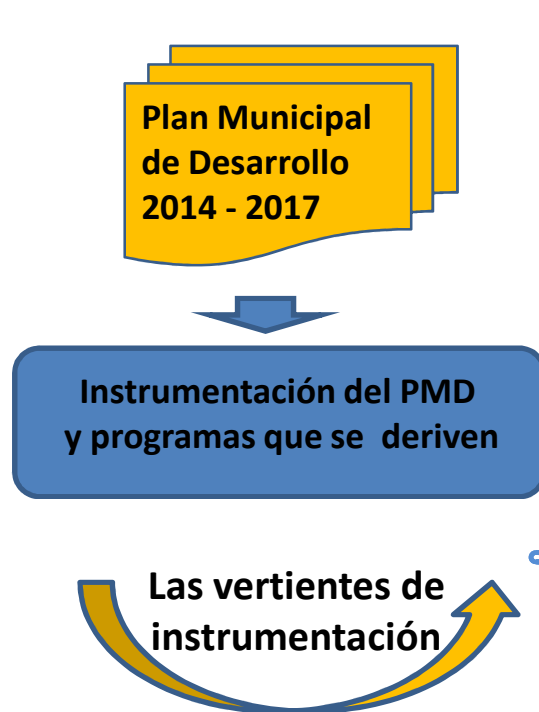 Plan Municipal
de Desarrollo
2014 - 2017
Instrumentación del PMD
y programas que se deriven
Las vertientes de
instrumentación